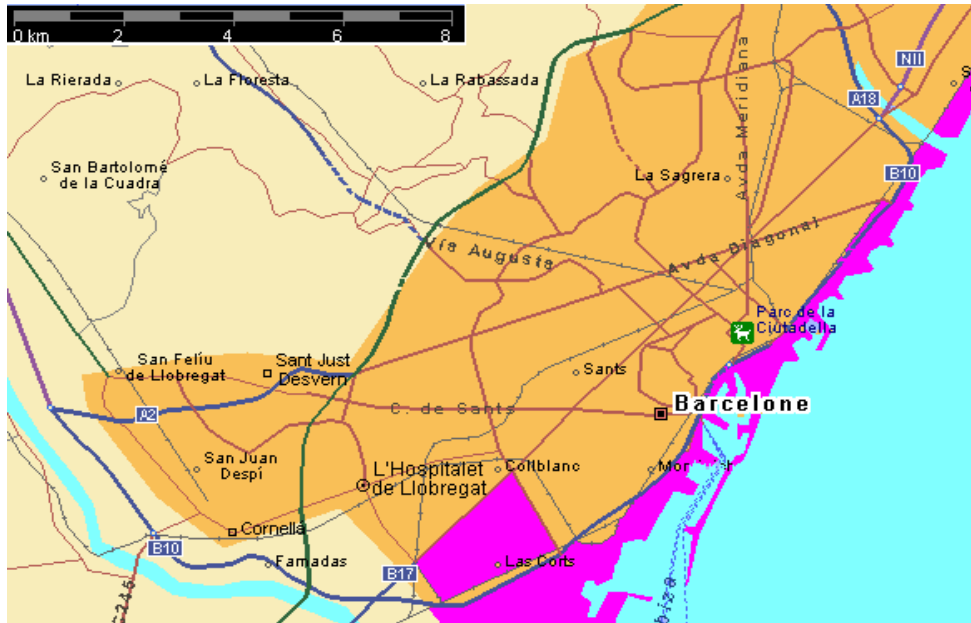 0 km 2 4 6 8
La Rierada
La Floresta
La Rabassada
NII
A18
San Bartolomé
de la Cuadra
La Sagrera
Avda Meridiana
B10
Vía Augusta
Avda Diagonal
Parc de la
Ciutadella
San Felíu
de Llobregat
Sant Just
Desvern
Sants
Barcelone
A2
C. de Sants
San Juan
Despí
L'Hospitalet
de Llobregat
Collblanc
Cornella
B10
Famadas
B17
Las Corts